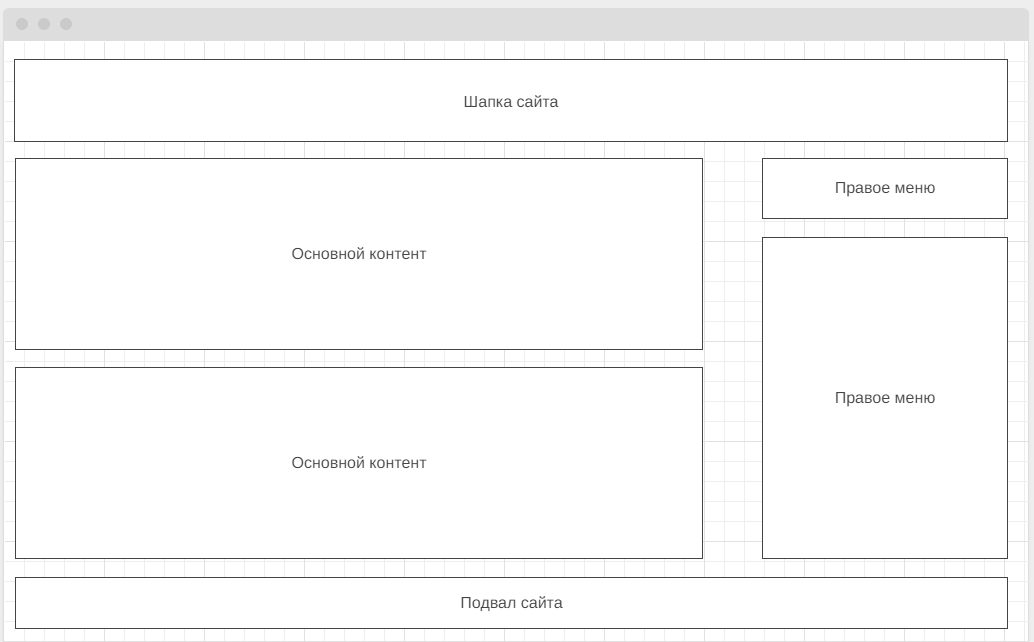 Шапка сайта
Основной контент
Правое меню
Основной контент
Правое меню
Подвал сайта